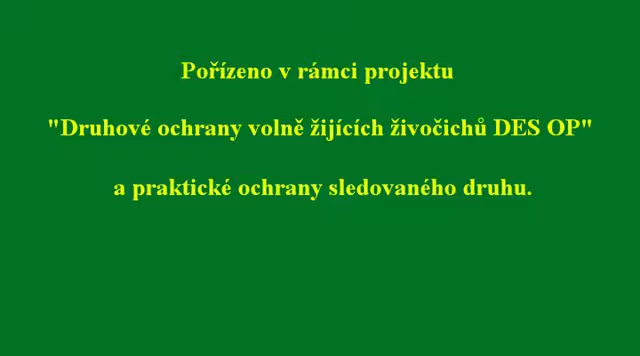 Pořízeno v rámci projektu
"Druhové ochrany volně žijících živočichů DES OP"
a praktické ochrany sledovaného druhu.